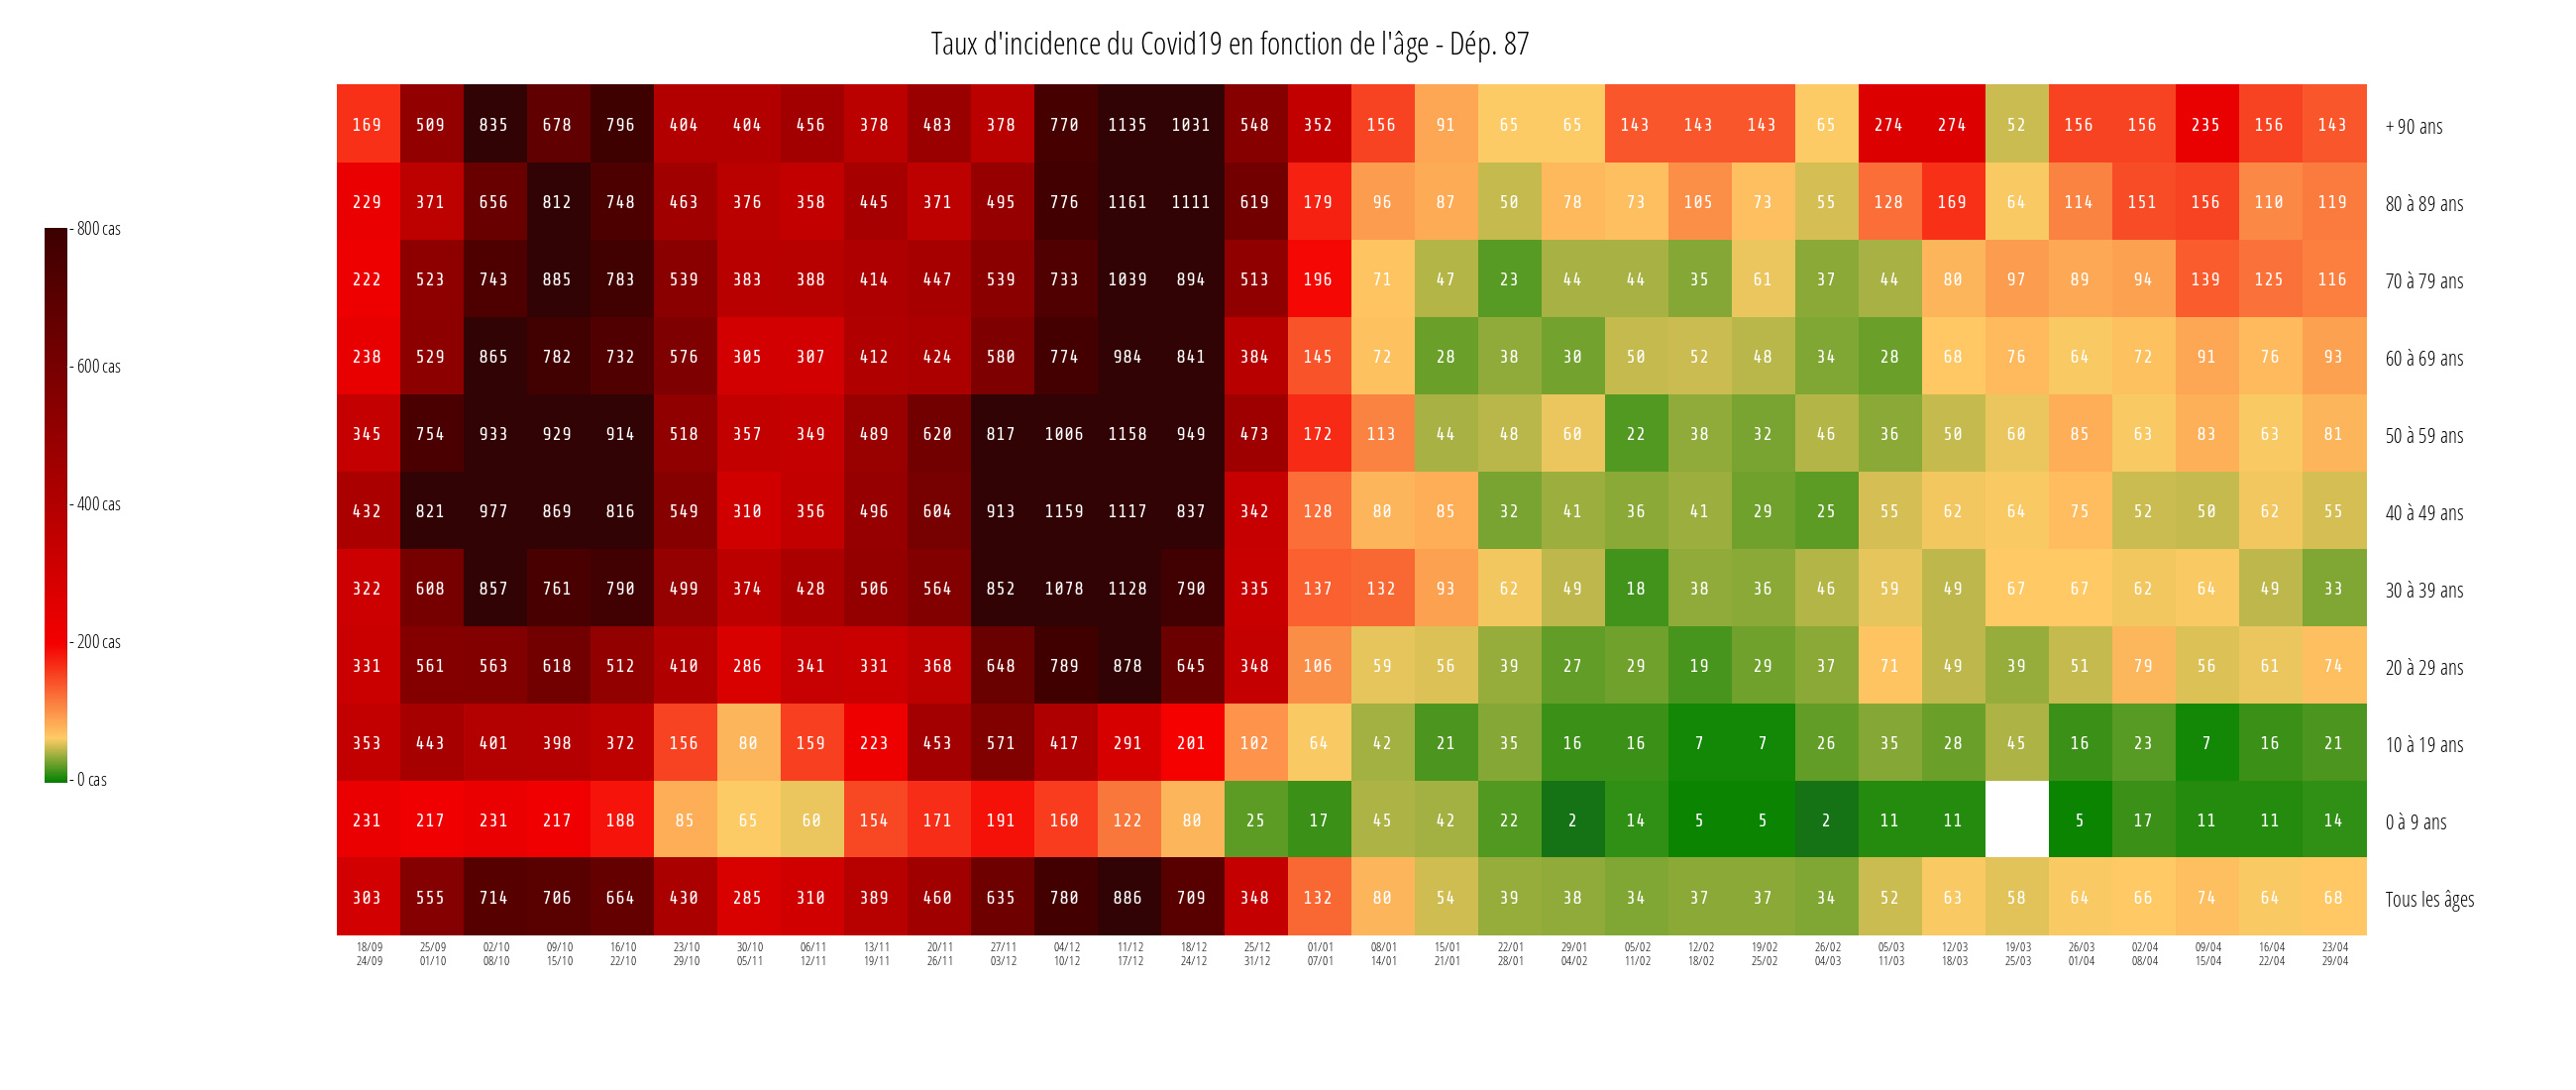 Taux d'incidence du Covid19 en fonction de l'âge - Dép. 87
169 509 835 678 796 404 404 456 378 483 378 770 1135 1031 548 352 156 91 65 65 143 143 143 65 274 274 52 156 156 235 156 143 + 90 ans
229 371 656 812 748 463 376 358 445 371 495 776 1161 1111 619 179 96 87 50 78 73 105 73 55 128 169 64 114 151 156 110 119 80 à 89 ans
222 523 743 885 783 539 383 388 414 447 539 733 1039 894 513 196 71 47 23 44 44 35 61 37 44 80 97 89 94 139 125 116 70 à 79 ans
238 529 865 782 732 576 305 307 412 424 580 774 984 841 384 145 72 28 38 30 50 52 48 34 28 68 76 64 72 91 76 93 60 à 69 ans
345 754 933 929 914 518 357 349 489 620 817 1006 1158 949 473 172 113 44 48 60 22 38 32 46 36 50 60 85 63 83 63 81 50 à 59 ans
432 821 977 869 816 549 310 356 496 604 913 1159 1117 837 342 128 80 85 32 41 36 41 29 25 55 62 64 75 52 50 62 55 40 à 49 ans
322 608 857 761 790 499 374 428 506 564 852 1078 1128 790 335 137 132 93 62 49 18 38 36 46 59 49 67 67 62 64 49 33 30 à 39 ans
331 561 563 618 512 410 286 341 331 368 648 789 878 645 348 106 59 56 39 27 29 19 29 37 71 49 39 51 79 56 61 74 20 à 29 ans
353 443 401 398 372 156 80 159 223 453 571 417 291 201 102 64 42 21 35 16 16 7 7 26 35 28 45 16 23 7 16 21 10 à 19 ans
231 217 231 217 188 85 65 60 154 171 191 160 122 80 25 17 45 42 22 2 14 5 5 2 11 11 5 17 11 11 14 0 à 9 ans
303 555 714 706 664 430 285 310 389 460 635 780 886 709 348 132 80 54 39 38 34 37 37 34 52 63 58 64 66 74 64 68 Tous les âges
18/09 25/09 02/10 09/10 16/10 23/10 30/10 06/11 13/11 20/11 27/11 04/12 11/12 18/12 25/12 01/01 08/01 15/01 22/01 29/01 05/02 12/02 19/02 26/02 05/03 12/03 19/03 26/03 02/04 09/04 16/04 23/04
24/09 01/10 08/10 15/10 22/10 29/10 05/11 12/11 19/11 26/11 03/12 10/12 17/12 24/12 31/12 07/01 14/01 21/01 28/01 04/02 11/02 18/02 25/02 04/03 11/03 18/03 25/03 01/04 08/04 15/04 22/04 29/04
- 800 cas
- 600 cas
- 400 cas
- 200 cas
- 0 cas